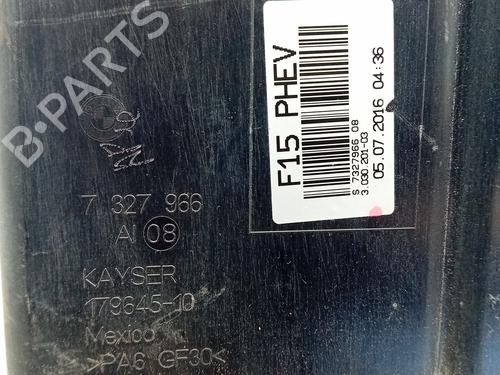 B-PARTS
7 327 966
AI 08
KAYSER
179645-10
Mexico
>PA6 GF30<
F15 PHEV
S 7327966 08
3.030.201-03
05.07.2016 04:36